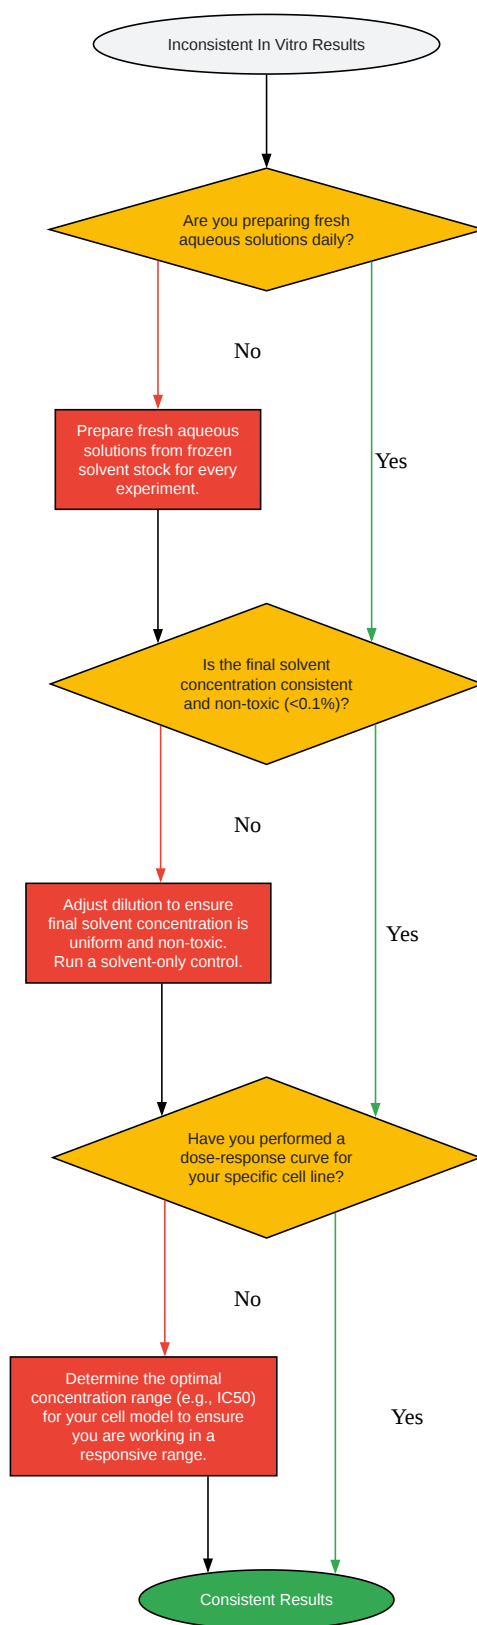 Inconsistent In Vitro Results
Are you preparing fresh
aqueous solutions daily?
No
Prepare fresh aqueous
solutions from frozen
solvent stock for every
experiment.
Yes
Is the final solvent
concentration consistent
and non-toxic (<0.1%)?
No
Adjust dilution to ensure
final solvent concentration is
uniform and non-toxic.
Run a solvent-only control.
Yes
Have you performed a
dose-response curve for
your specific cell line?
No
Determine the optimal
concentration range (e.g., IC50)
for your cell model to ensure
you are working in a
responsive range.
Yes
Consistent Results